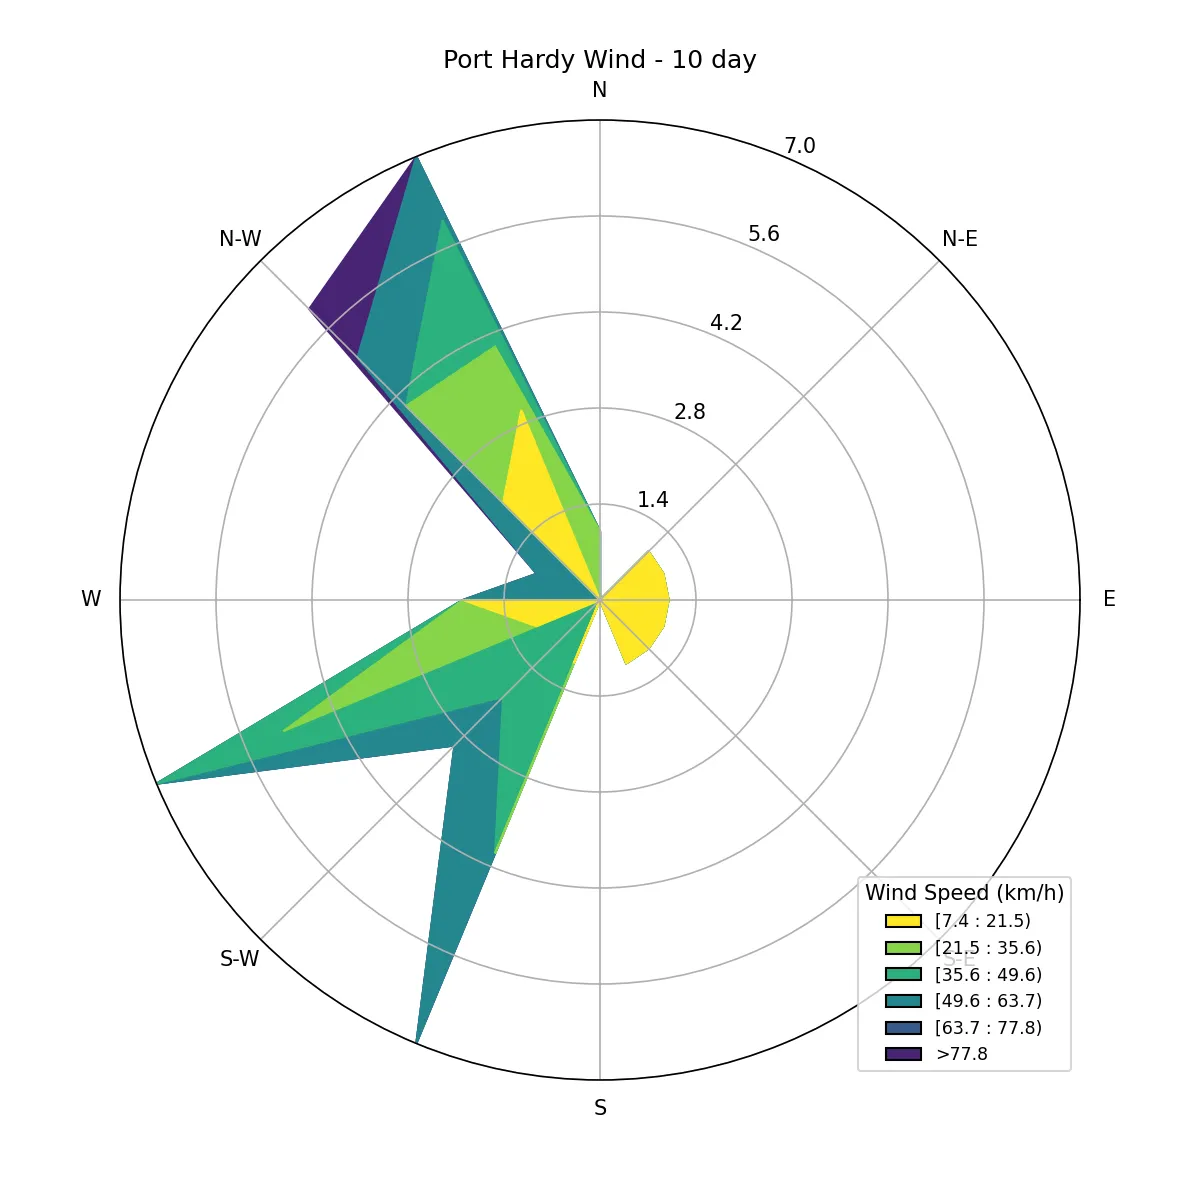 Port Hardy Wind - 10 day
N
7.0
N-W
5.6
N-E
4.2
2.8
1.4
W
E
Wind Speed (km/h)
[7.4 : 21.5)
[21.5 : 35.6)
S-W
S-E
[35.6 : 49.6)
[49.6 : 63.7)
[63.7 : 77.8)
>77.8
S